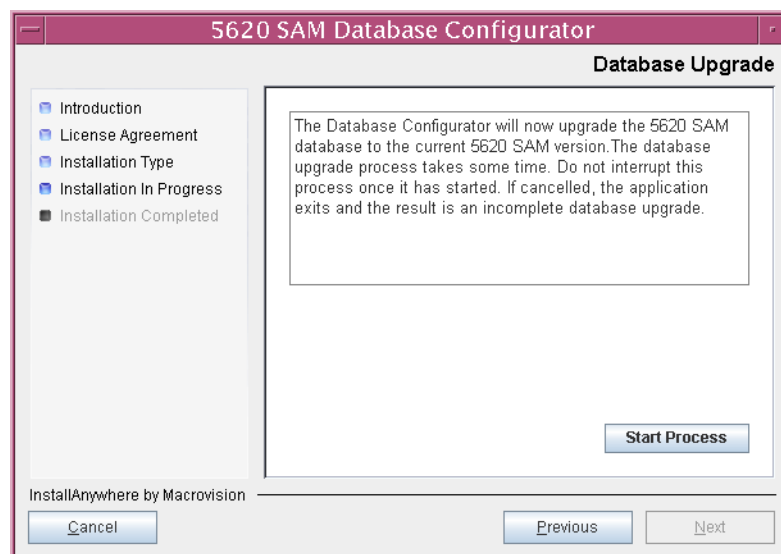 5620 SAM Database Configurator
Database Upgrade
Introduction
License Agreement
Installation Type
Installation In Progress
Installation Completed
The Database Configurator will now upgrade the 5620 SAM
database to the current 5620 SAM version.The database
upgrade process takes some time. Do not interrupt this
process once it has started. If cancelled, the application
exits and the result is an incomplete database upgrade.
Start Process
InstallAnywhere by Macrovision
Cancel
Previous
Next